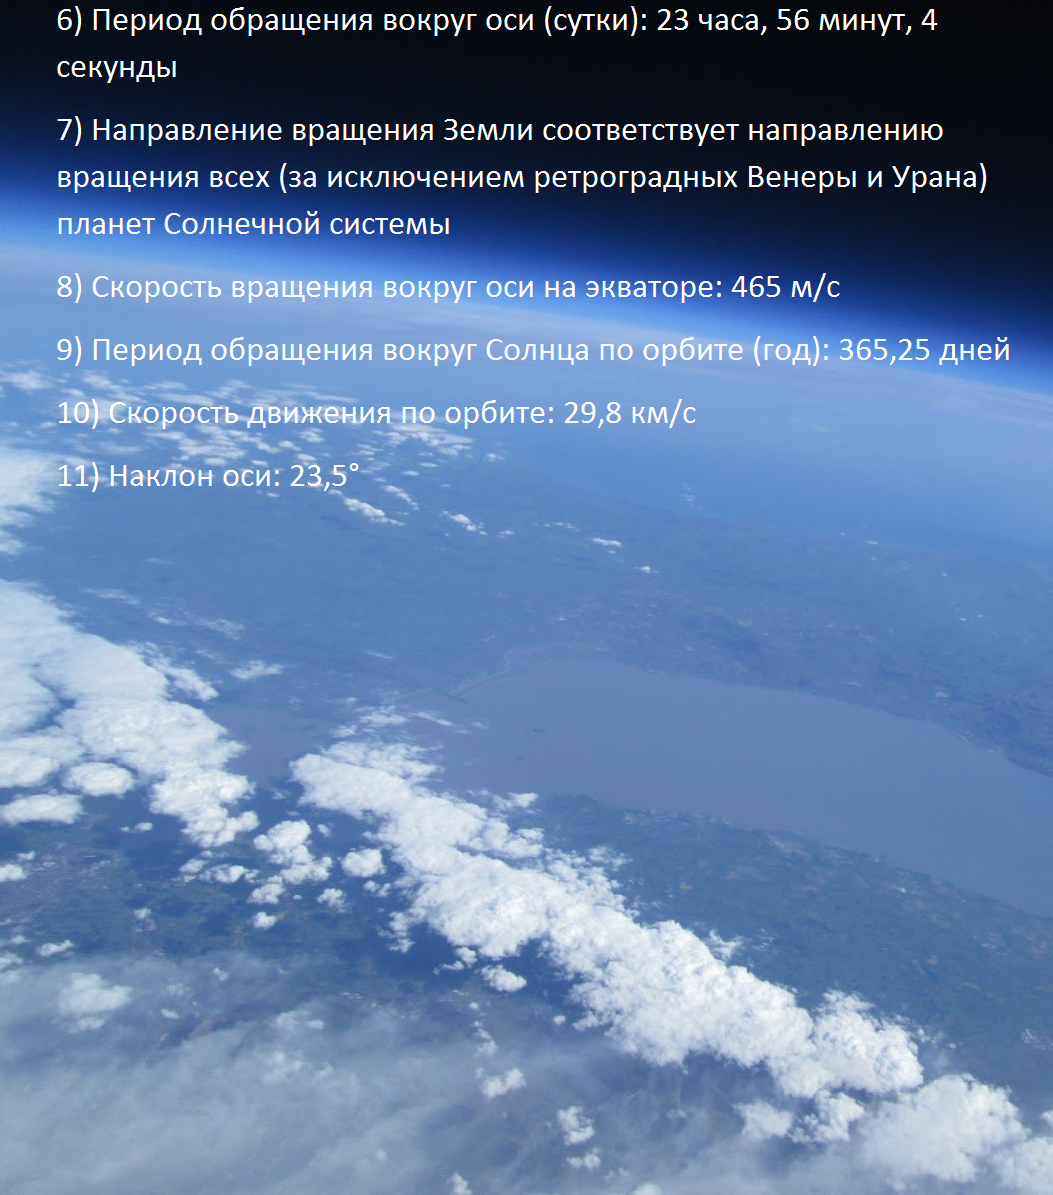 6) Период обращения вокруг оси (сутки): 23 часа, 56 минут, 4
секунды
7) Направление вращения Земли соответствует направлению
вращения всех (за исключением ретроградных Венеры и Урана)
планет Солнечной системы
8) Скорость вращения вокруг оси на экваторе: 465 м/с
9) Период обращения вокруг Солнца по орбите (год): 365,25 дней
10) Скорость движения по орбите: 29,8 км/с
11) Наклон оси: 23,5°